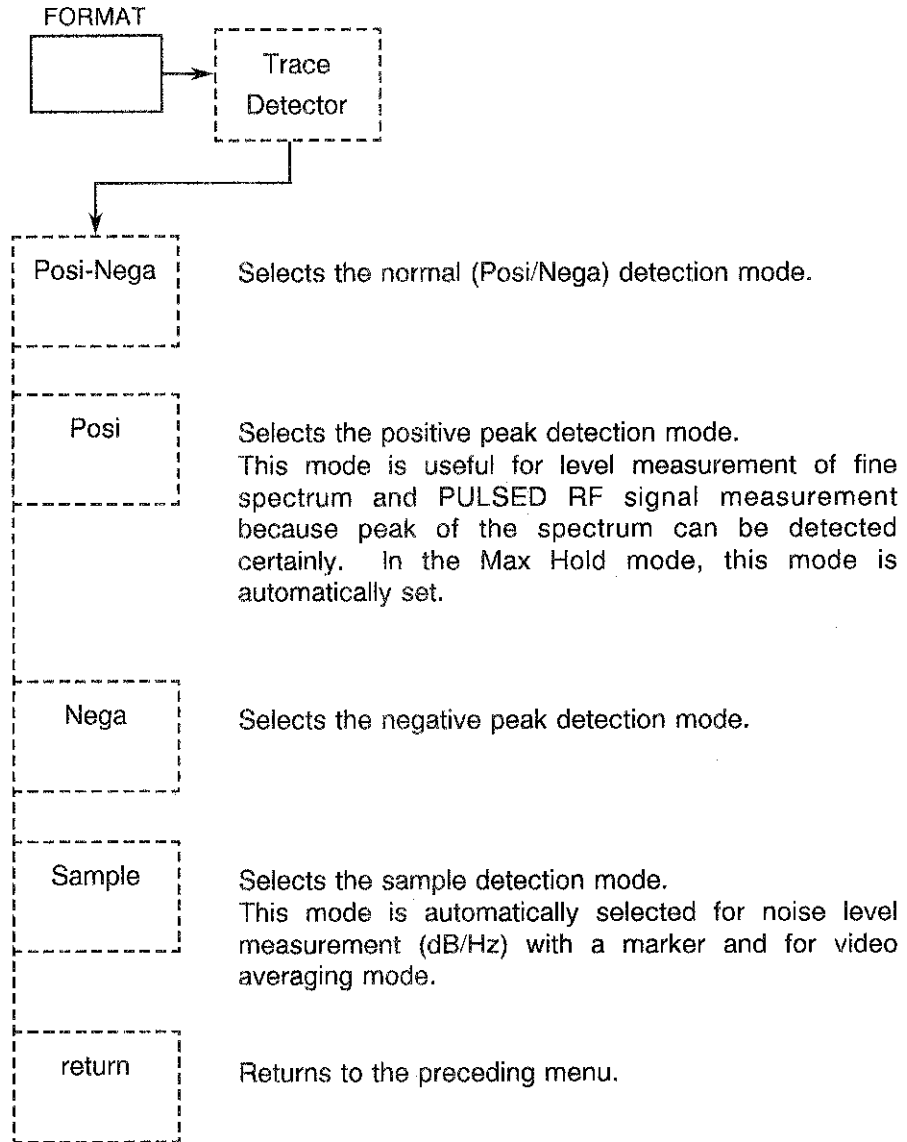 FORMAT
Trace
Detector
Posi-Nega
Selects the normal (Posi/Nega) detection mode.
Posi
Selects the positive peak detection mode.
This mode is useful for level measurement of fine
spectrum and PULSED RF signal measurement
because peak of the spectrum can be detected
certainly. In the Max Hold mode, this mode is
automatically set.
Nega
Selects the negative peak detection mode.
Sample
Selects the sample detection mode.
This mode is automatically selected for noise level
measurement (dB/Hz) with a marker and for video
averaging mode.
return
Returns to the preceding menu.